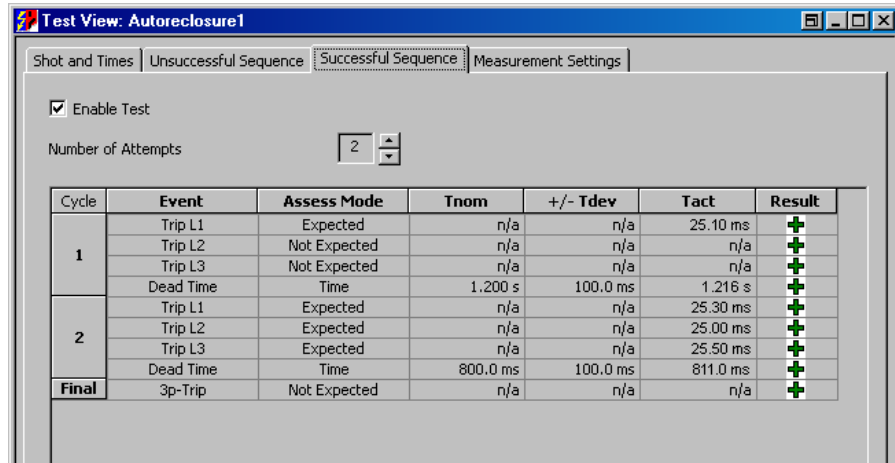 Test View: Autoreclosure1
Shot and Times Unsuccessful Sequence Successful Sequence Measurement Settings
Enable Test
Number of Attempts 2
Cycle Event Assess Mode Tnom +/- Tdev Tact Result
1 Trip L1 Expected n/a n/a 25.10 ms
Trip L2 Not Expected n/a n/a n/a
Trip L3 Not Expected n/a n/a n/a
Dead Time Time 1.200 s 100.0 ms 1.216 s
2 Trip L1 Expected n/a n/a 25.30 ms
Trip L2 Expected n/a n/a 25.00 ms
Trip L3 Expected n/a n/a 25.50 ms
Dead Time Time 800.0 ms 100.0 ms 811.0 ms
Final 3p-Trip Not Expected n/a n/a n/a